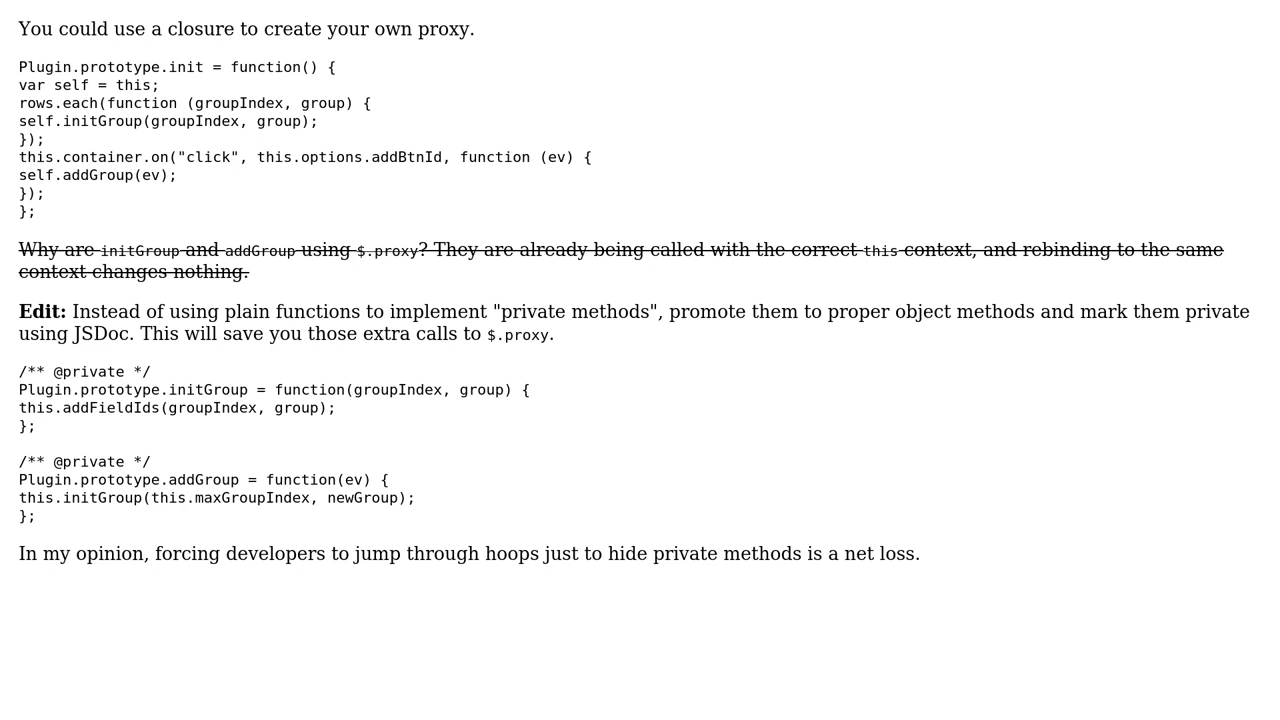 You could use a closure to create your own proxy.
Plugin.prototype.init = function() {
var self = this;
rows.each(function (groupIndex, group) {
self.initGroup(groupIndex, group);
});
this.container.on("click", this.options.addBtnId, function (ev) {
self.addGroup(ev);
});
};
Why are initGroup and addGroup using $.proxy? They are already being called with the correct this context, and rebinding to the same
context changes nothing.
Edit: Instead of using plain functions to implement "private methods", promote them to proper object methods and mark them private
using JSDoc. This will save you those extra calls to $.proxy.
/** @private */
Plugin.prototype.initGroup = function(groupIndex, group) {
this.addFieldIds(groupIndex, group);
};
/** @private */
Plugin.prototype.addGroup = function(ev) {
this.initGroup(this.maxGroupIndex, newGroup);
};
In my opinion, forcing developers to jump through hoops just to hide private methods is a net loss.